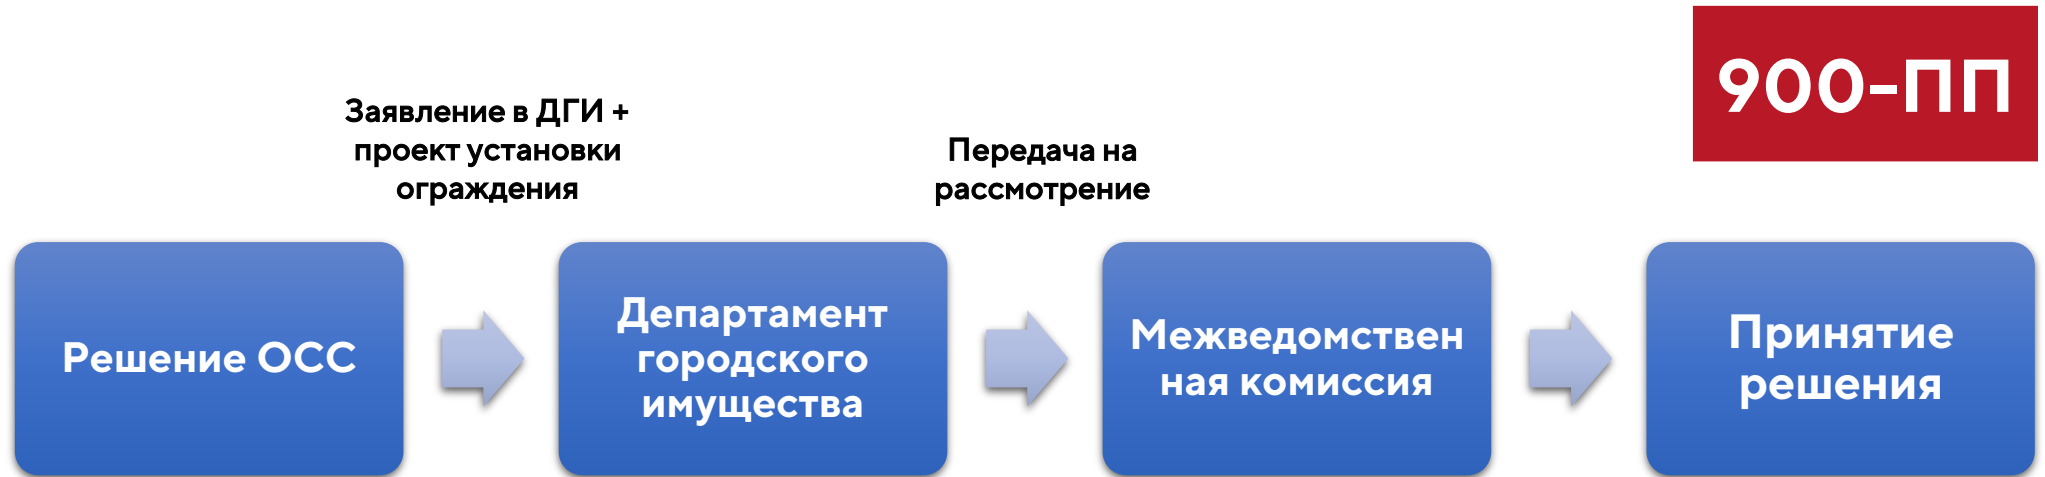 900-ПП
Заявление в ДГИ +
проект установки
ограждения
Передача на
рассмотрение
Решение ОСС
Департамент
городского
имущества
Межведомствен
ная комиссия
Принятие
решения